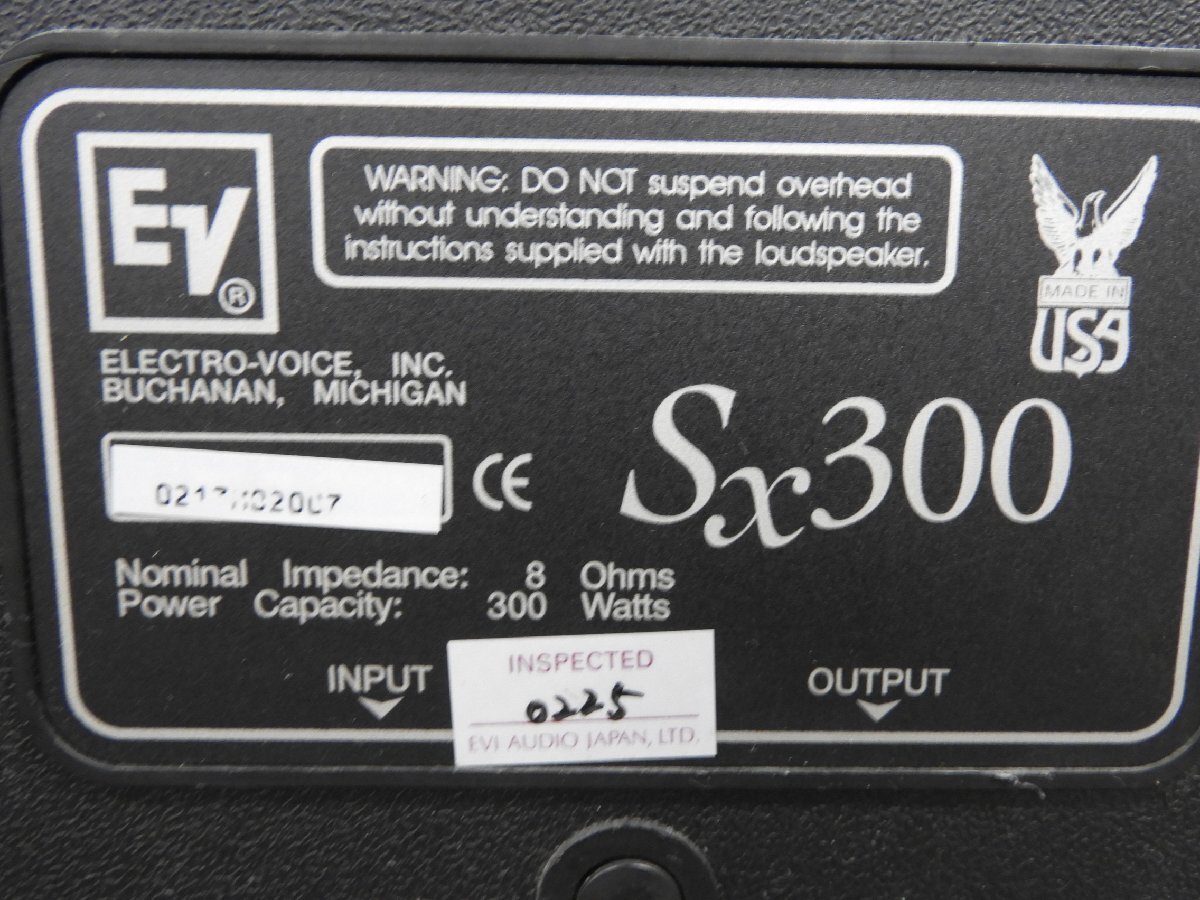 EV®
WARNING: DO NOT suspend overhead
without understanding and following the
instructions supplied with the loudspeaker.
MADE IN
USA
ELECTRO-VOICE, INC.
BUCHANAN, MICHIGAN
CE
Sx300
Nominal Impedance: 8 Ohms
Power Capacity: 300 Watts
INPUT
OUTPUT
INSPECTED
0225
EVI AUDIO JAPAN, LTD.